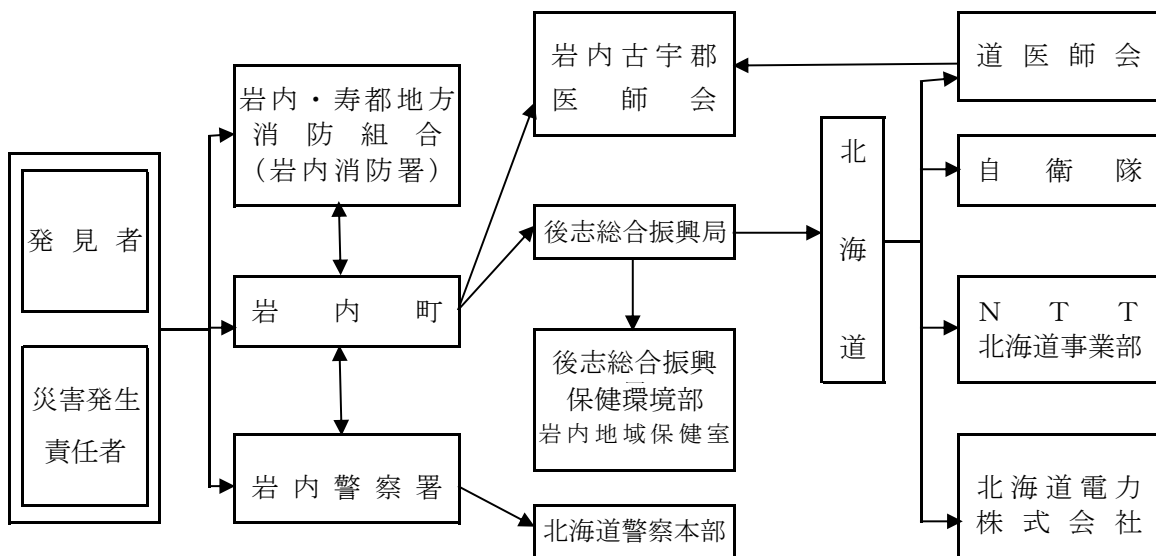 発見者
災害発生
責任者
岩内・寿都地方
消防組合
（岩内消防署）
岩内町
岩内警察署
岩内古宇郡
医師会
後志総合振興局
後志総合振興
保健環境部
岩内地域保健室
北海道警察本部
北海道
道医師会
自衛隊
ＮＴＴ
北海道事業部
北海道電力
株式会社